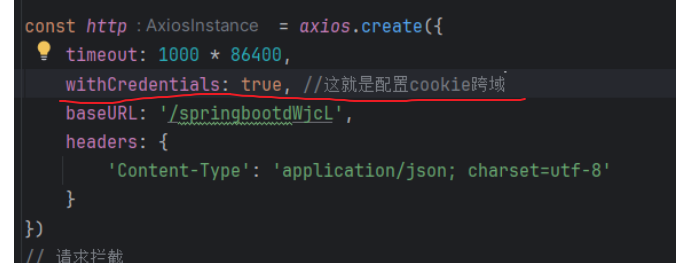 const http : AxiosInstance = axios.create({
timeout: 1000 * 86400,
withCredentials: true, //这就是配置cookie跨域
baseURL: '/springbootdWjcL',
headers: {
'Content-Type': 'application/json; charset=utf-8'
}
})
// 请求拦截